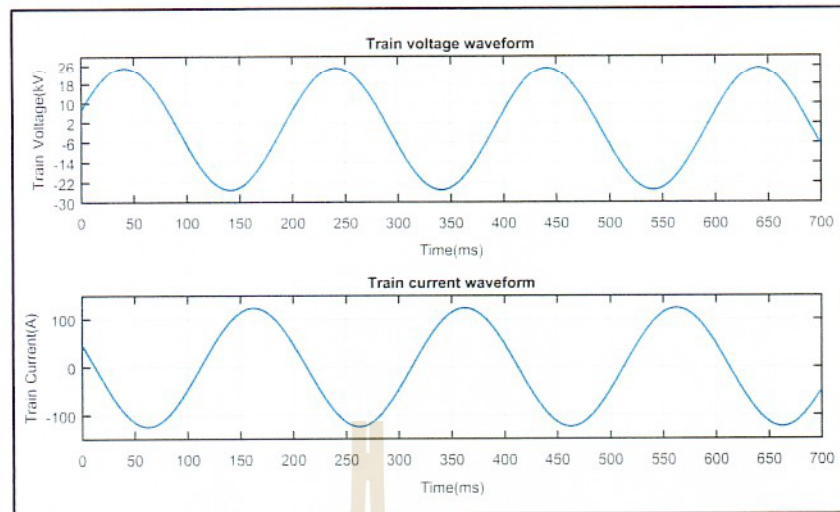 Train voltage waveform
Train Voltage(kV)
26
18
10
2
-6
-14
-22
-30
0 50 100 150 200 250 300 350 400 450 500 550 600 650 700
Time(ms)
Train current waveform
Train Current(A)
100
0
-100
0 50 100 150 200 250 300 350 400 450 500 550 600 650 700
Time(ms)